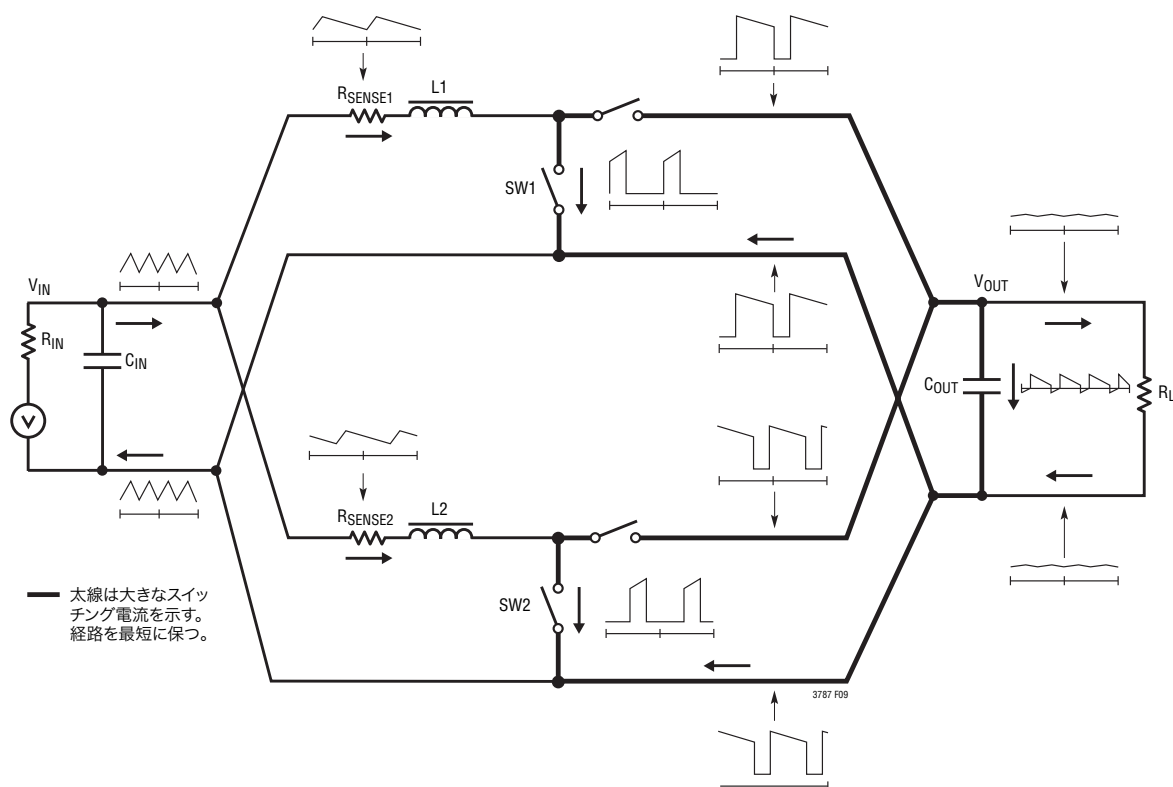 RSENSE1
L1
SW1
VIN
RIN
CIN
V
VOUT
COUT
RL
RSENSE2
L2
SW2
太線は大きなスイッ
チング電流を示す。
経路を最短に保つ。
3787 F09